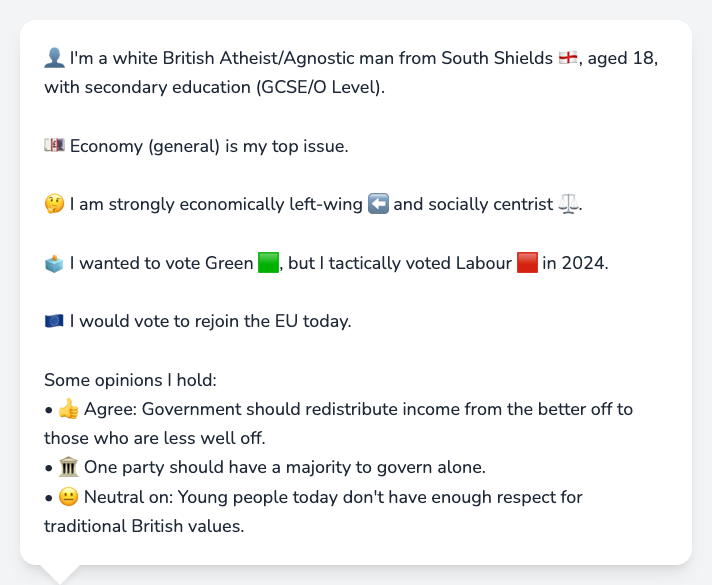 👤 I'm a white British Atheist/Agnostic man from South Shields 🏴󠁧󠁢󠁥󠁮󠁧󠁿, aged 18,
with secondary education (GCSE/O Level).
💷 Economy (general) is my top issue.
🤔 I am strongly economically left-wing ⬅️ and socially centrist ⚖️.
🗳️ I wanted to vote Green 🟩, but I tactically voted Labour 🟥 in 2024.
🇪🇺 I would vote to rejoin the EU today.
Some opinions I hold:
• 👍 Agree: Government should redistribute income from the better off to
those who are less well off.
• 🏛️ One party should have a majority to govern alone.
• 😐 Neutral on: Young people today don't have enough respect for
traditional British values.